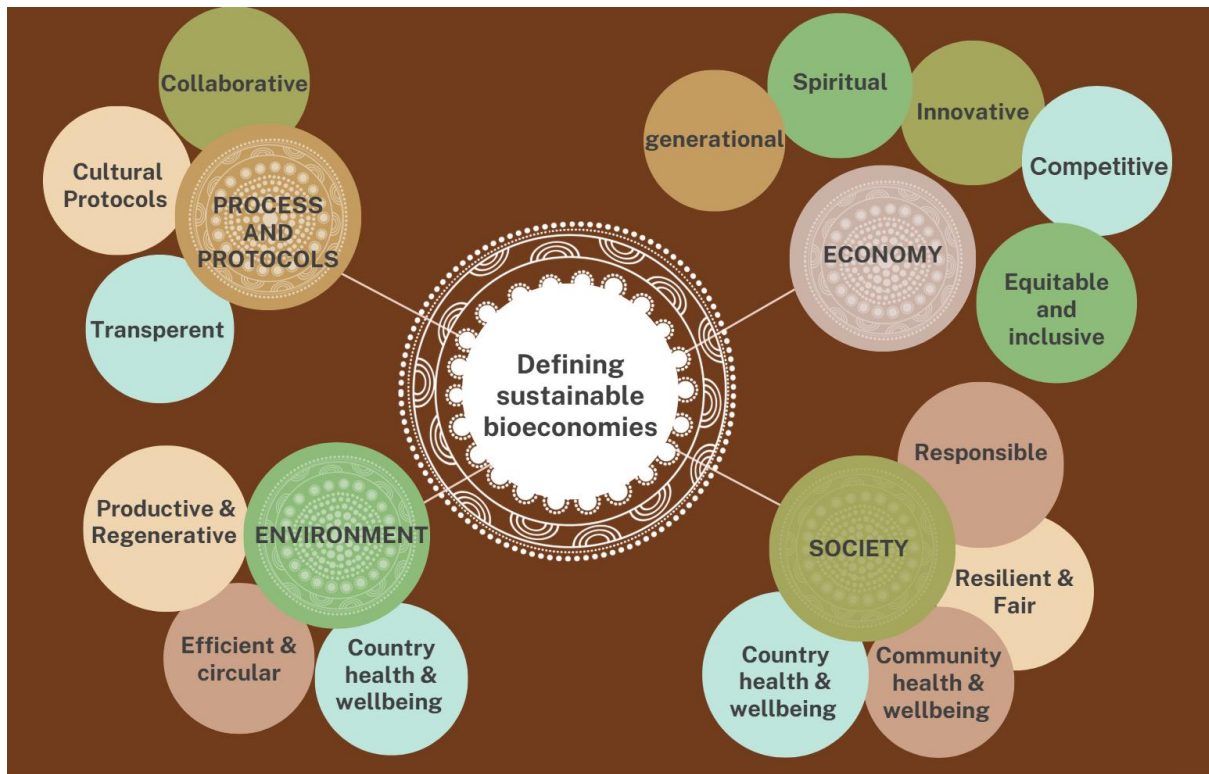 Collaborative
Cultural
Protocols
PROCESS
AND
PROTOCOLS
Transperent
generational
Spiritual
Innovative
Competitive
ECONOMY
Equitable
and
inclusive
Defining
sustainable
bioeconomies
Productive &
Regenerative
ENVIRONMENT
Efficient &
circular
Country
health &
wellbeing
Responsible
SOCIETY
Resilient &
Fair
Country
health &
wellbeing
Community
health &
wellbeing